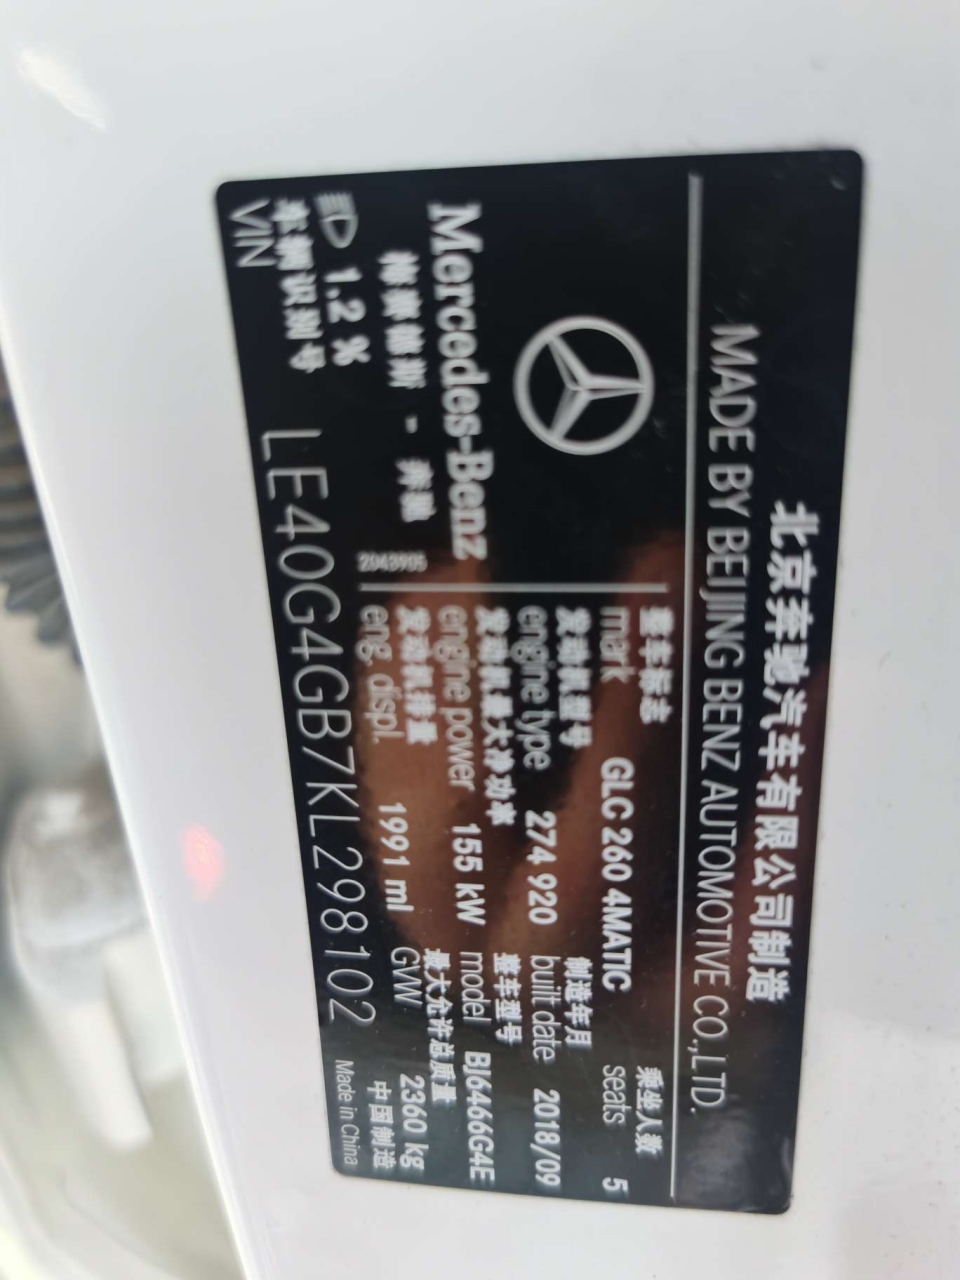 北京奔驰汽车有限公司制造
MADE BY BEIJING BENZ AUTOMOTIVE CO.,LTD.
Mercedes-Benz
梅赛德斯 - 奔驰
2043905
整车标志 乘坐人数
mark GLC 260 4MATIC seats 5
发动机型号 制造年月
engine type 274 920 built date 2018/09
发动机最大净功率 整车型号
engine power 155 kW model BJ6466G4E
发动机排量 最大允许总质量
eng. displ. 1991 ml GVW 2360 kg
1.2 %
车辆识别号 中国制造
VIN LE40G4GB7KL298102 Made in China